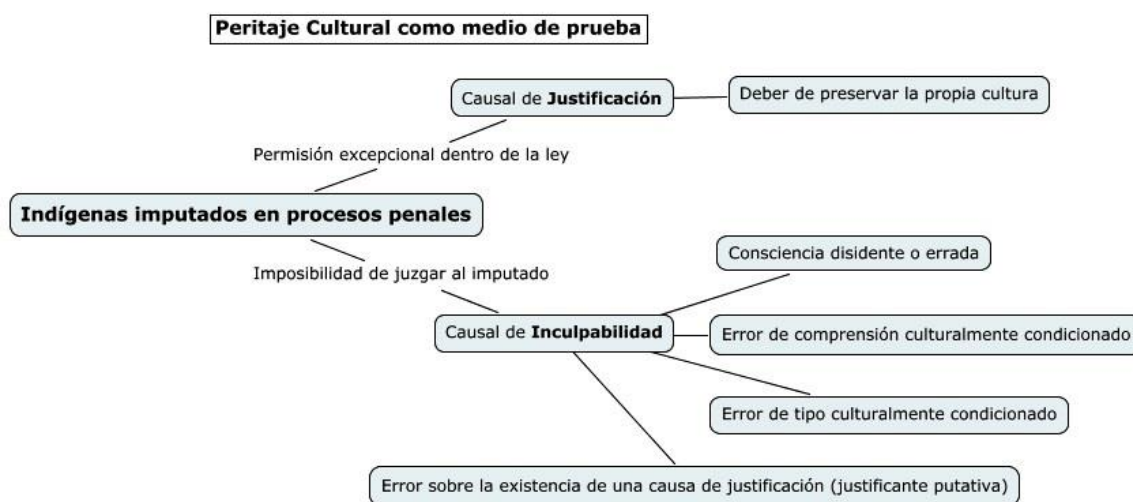 Peritaje Cultural como medio de prueba
Causal de Justificación
Deber de preservar la propia cultura
Permisión excepcional dentro de la ley
Indígenas imputados en procesos penales
Imposibilidad de juzgar al imputado
Consciencia disidente o errada
Causal de Inculpabilidad
Error de comprensión culturalmente condicionado
Error de tipo culturalmente condicionado
Error sobre la existencia de una causa de justificación (justificante putativa)